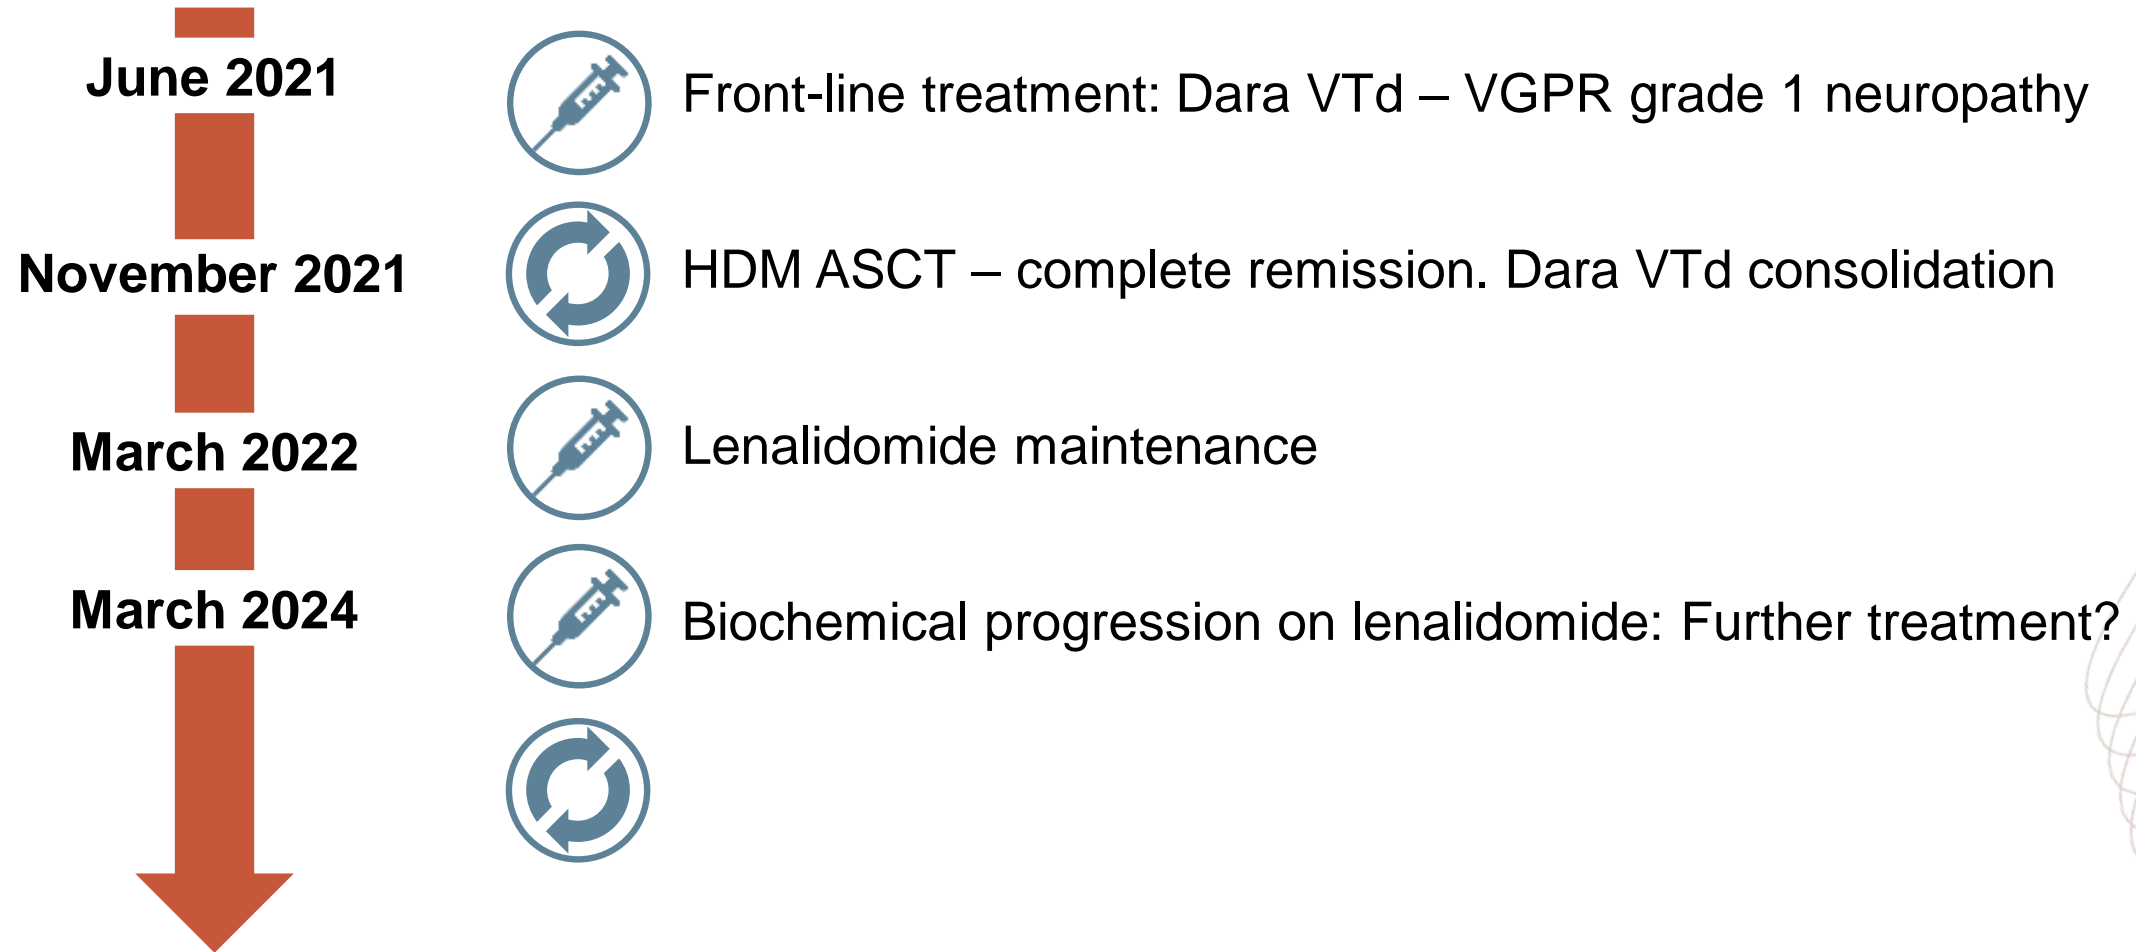 June 2021
Front-line treatment: Dara VTd – VGPR grade 1 neuropathy
November 2021
HDM ASCT – complete remission. Dara VTd consolidation
March 2022
Lenalidomide maintenance
March 2024
Biochemical progression on lenalidomide: Further treatment?